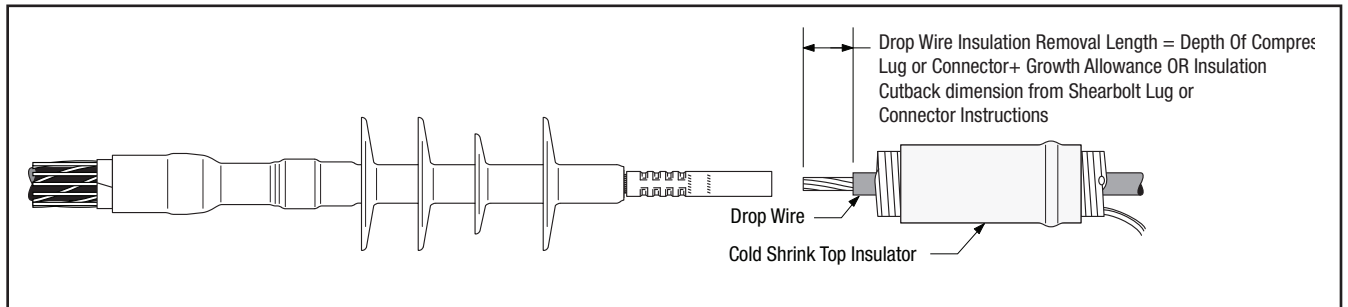 Drop Wire Insulation Removal Length = Depth Of
Lug or Connector+ Growth Allowance OR Insulation
Cutback dimension from Shearbolt Lug or
Connector Instructions
Drop Wire
Cold Shrink Top Insulator